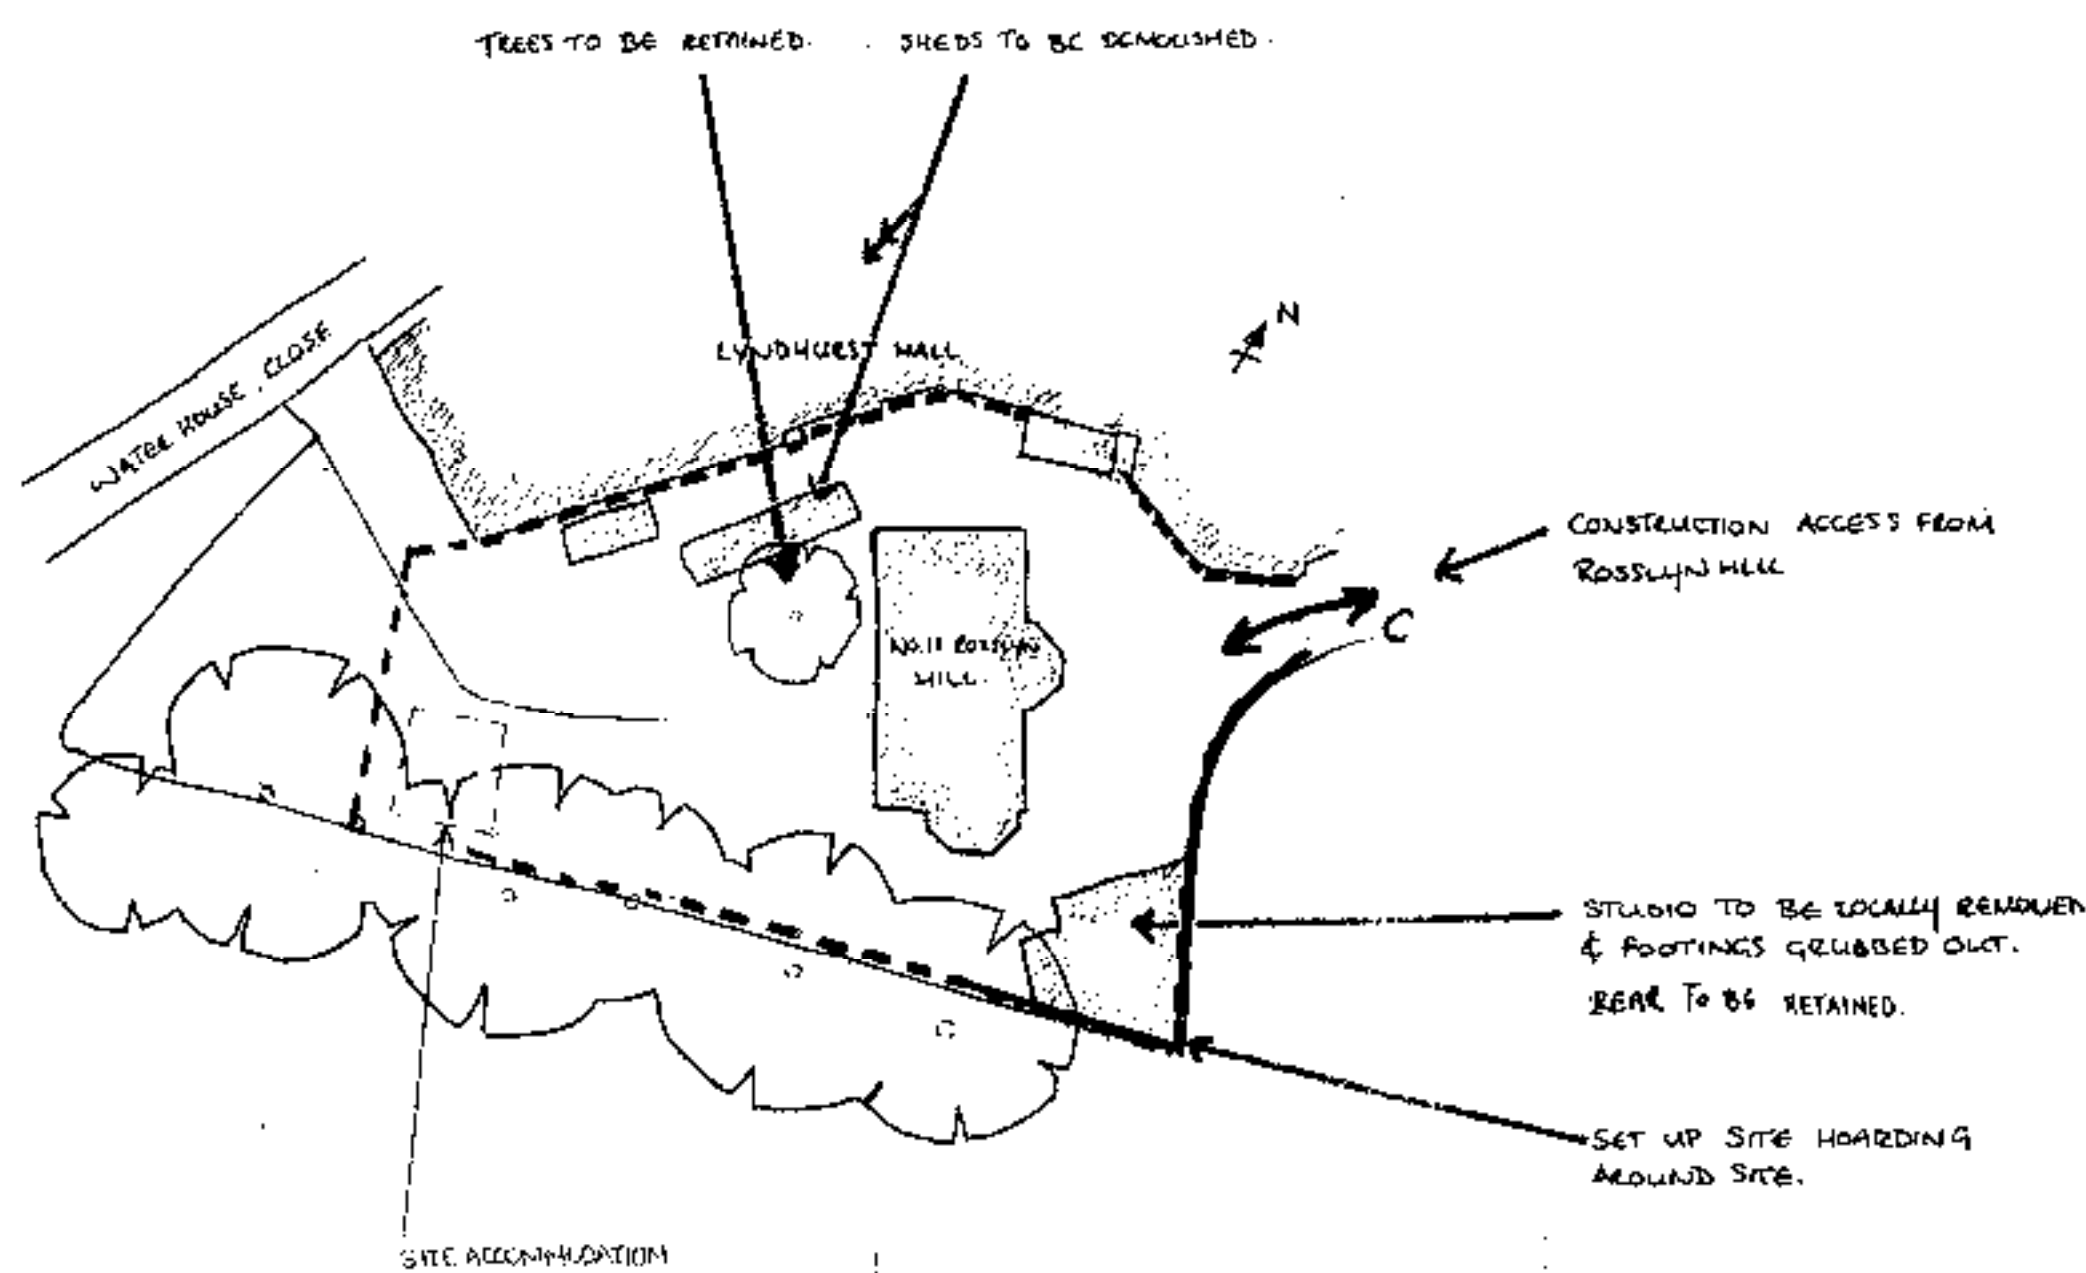 TREES TO BE RETAINED.
SHEDS TO BE DEMOLISHED.
N
LYNDHURST HALL
WATER HOUSE CLOSE
CONSTRUCTION ACCESS FROM
ROSSLYN HILL
C
NO.11 ROSSLYN
HILL.
STUDIO TO BE LOCALLY REMOVED
& FOOTINGS GRUBBED OUT.
REAR TO BE RETAINED.
SET UP SITE HOARDING
AROUND SITE.
SITE ACCOMMODATION